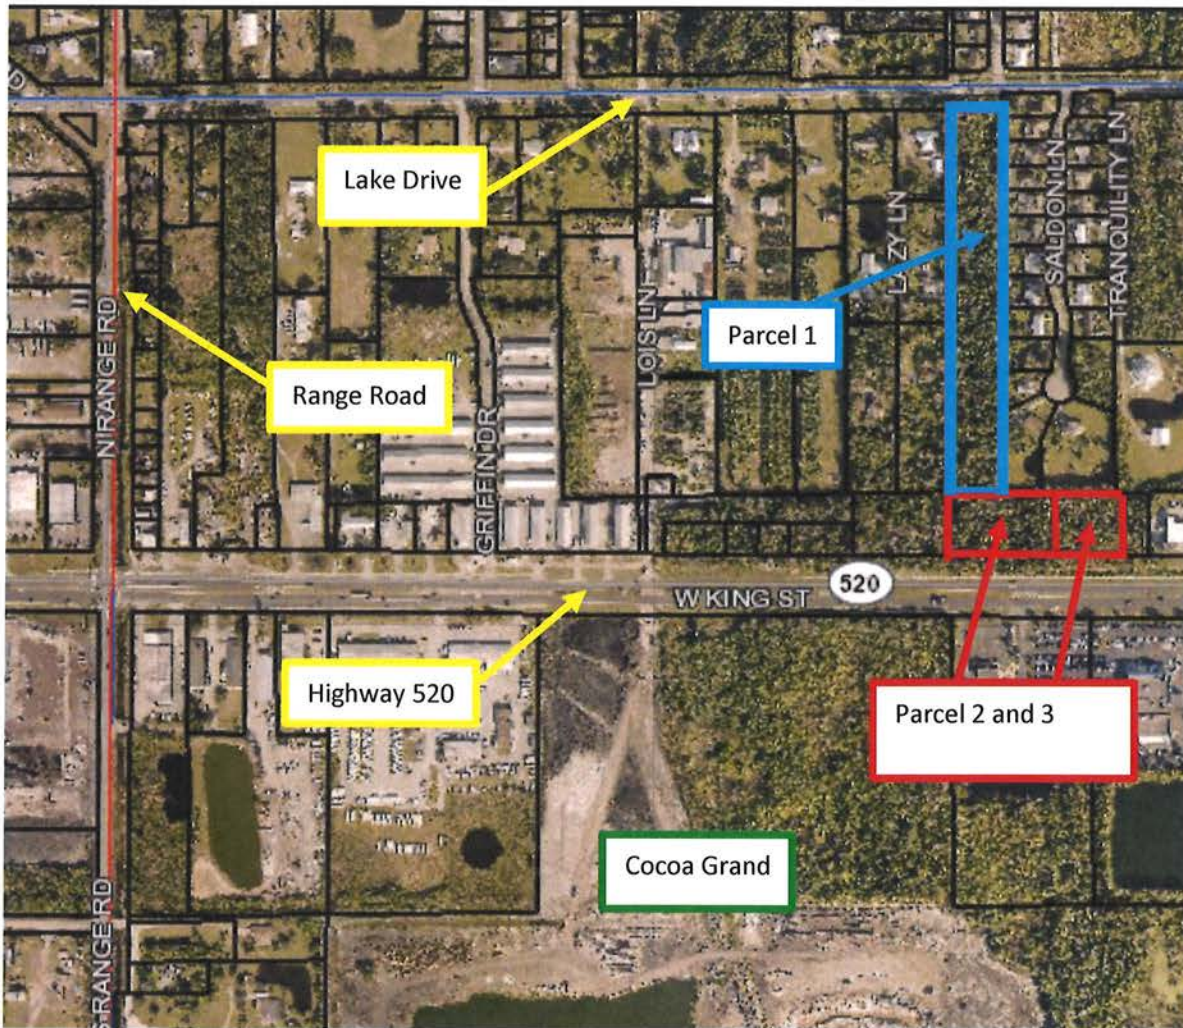 D
Lake Drive
SALDON LN
TRANQUILITY LN
LAZY LN
Parcel 1
LOIS LN
N RANGE RD
Range Road
GRIFFIN DR
520
W KING ST
Highway 520
Parcel 2 and 3
Cocoa Grand
S RANGE RD